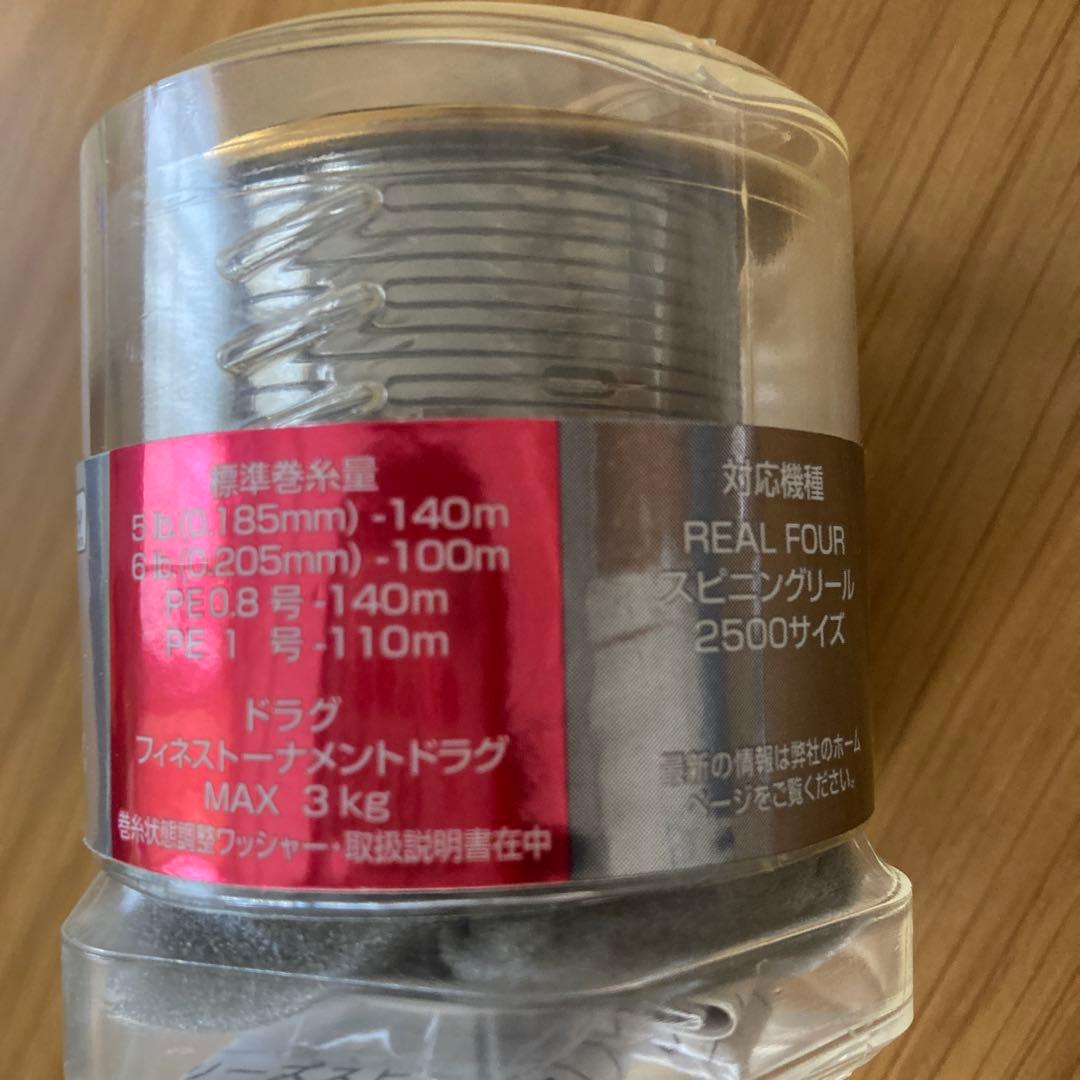 標準巻糸量
5 lb.(0.185mm) -140m
6 lb.(0.205mm) -100m
PE 0.8 号 -140m
PE 1 号 -110m
ドラグ
フィネストーナメントドラグ
MAX 3 kg
巻糸状態調整ワッシャー・取扱説明書在中
対応機種
REAL FOUR
スピニングリール
2500サイズ
最新の情報は弊社のホーム
ページをご覧ください。